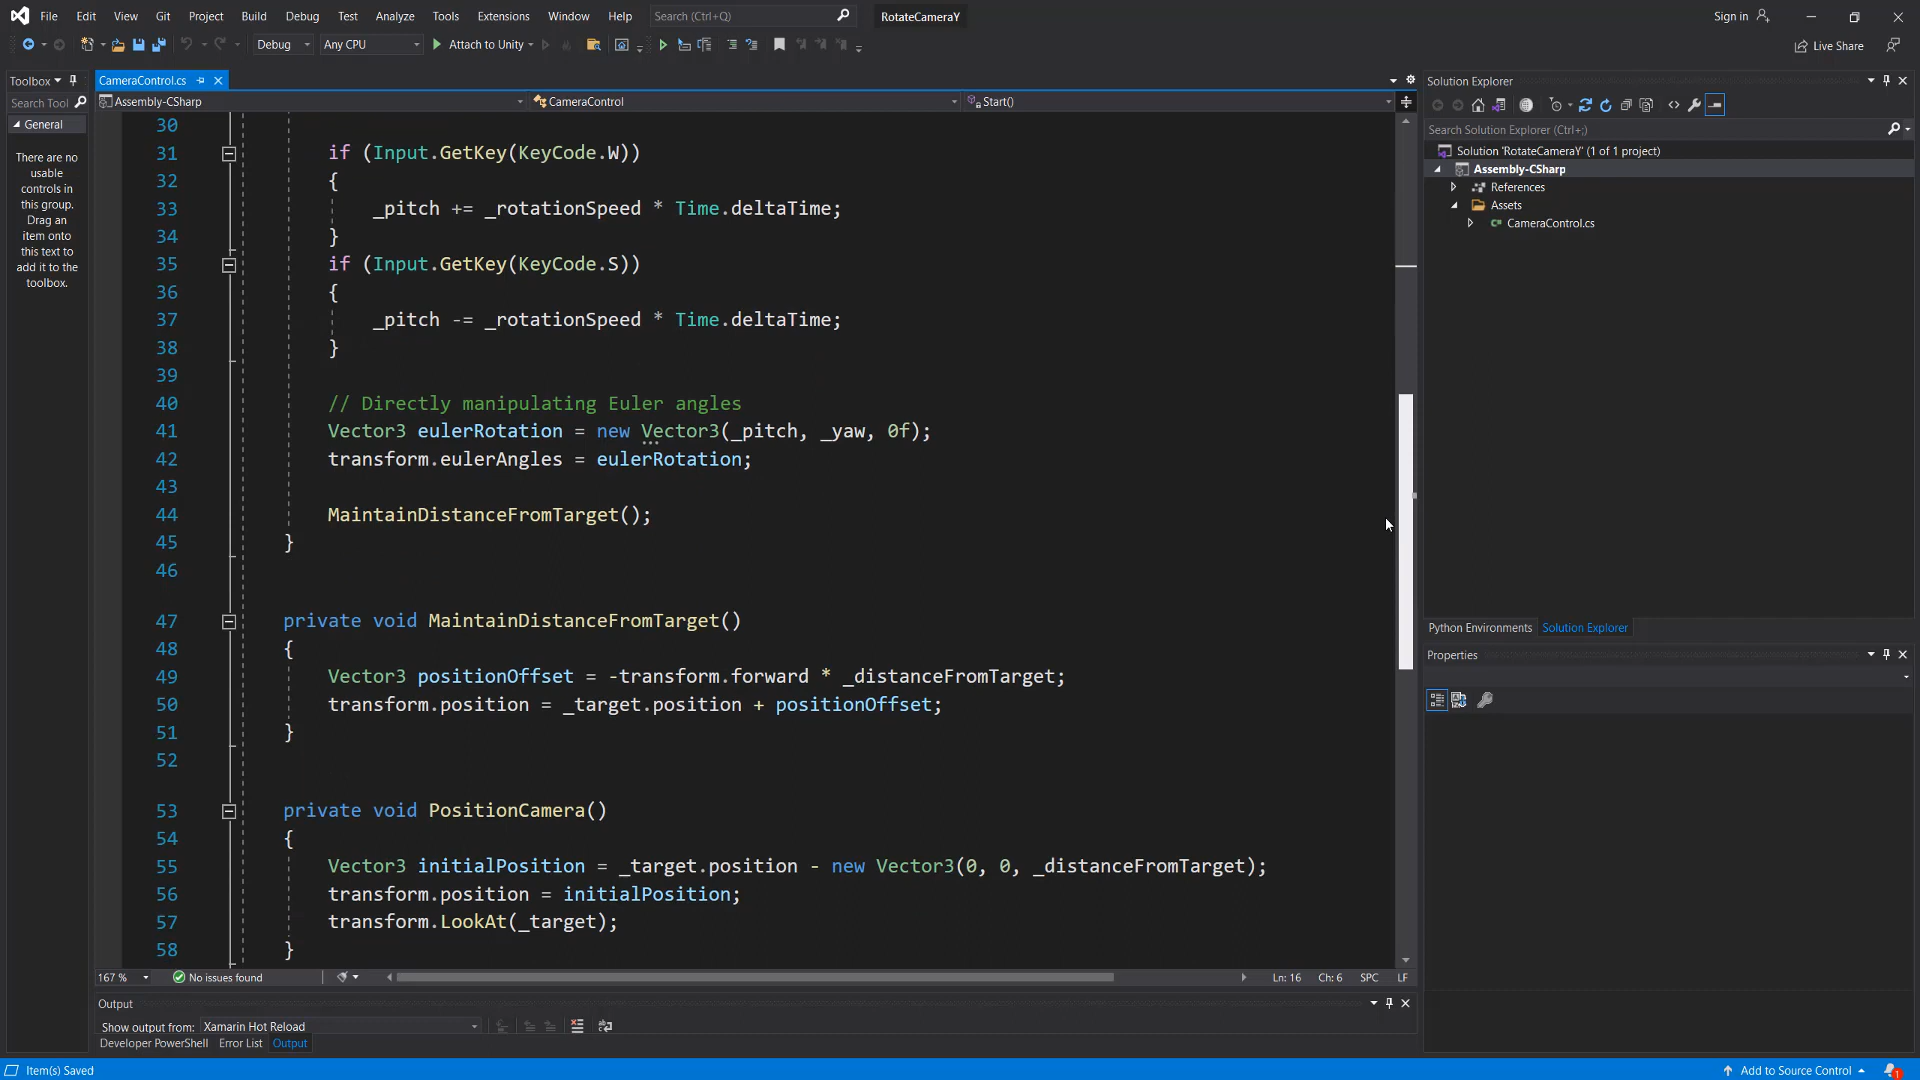 File Edit View Git Project Build Debug Test Analyze Tools Extensions Window Help Search (Ctrl+Q) RotateCameraY Sign in
Debug Any CPU Attach to Unity Live Share
Toolbox CameraControl.cs Solution Explorer
Search Tool Assembly-CSharp CameraControl Start()
General
There are no
usable
controls in
this group.
Drag an
item onto
this text to
add it to the
toolbox.
30
31 if (Input.GetKey(KeyCode.W))
32 {
33 _pitch += _rotationSpeed * Time.deltaTime;
34 }
35 if (Input.GetKey(KeyCode.S))
36 {
37 _pitch -= _rotationSpeed * Time.deltaTime;
38 }
39
40 // Directly manipulating Euler angles
41 Vector3 eulerRotation = new Vector3(_pitch, _yaw, 0f);
42 transform.eulerAngles = eulerRotation;
43
44 MaintainDistanceFromTarget();
45 }
46
47 private void MaintainDistanceFromTarget()
48 {
49 Vector3 positionOffset = -transform.forward * _distanceFromTarget;
50 transform.position = _target.position + positionOffset;
51 }
52
53 private void PositionCamera()
54 {
55 Vector3 initialPosition = _target.position - new Vector3(0, 0, _distanceFromTarget);
56 transform.position = initialPosition;
57 transform.LookAt(_target);
58 }
167 % No issues found Ln: 16 Ch: 6 SPC LF
Output
Show output from: Xamarin Hot Reload
Developer PowerShell Error List Output
Search Solution Explorer (Ctrl+;)
Solution 'RotateCameraY' (1 of 1 project)
Assembly-CSharp
References
Assets
CameraControl.cs
Python Environments Solution Explorer
Properties
Item(s) Saved Add to Source Control 1